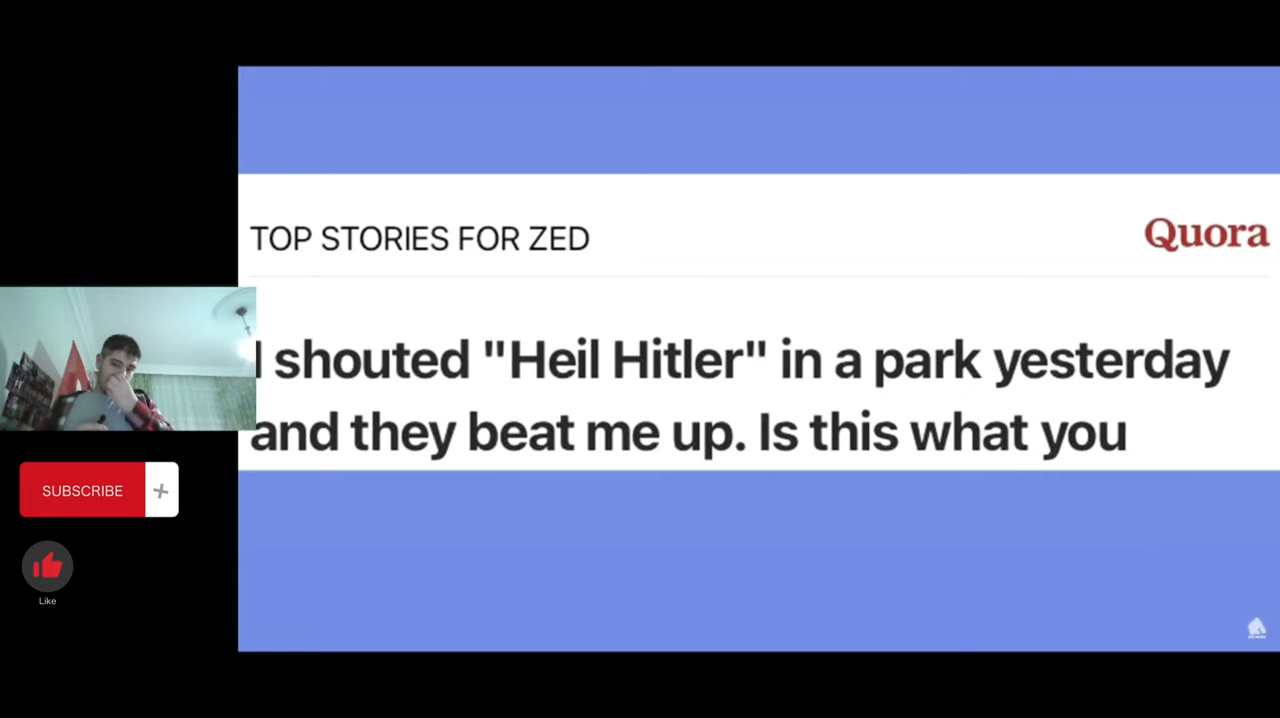 TOP STORIES FOR ZED
Quora
I shouted "Heil Hitler" in a park yesterday
and they beat me up. Is this what you
SUBSCRIBE
Like